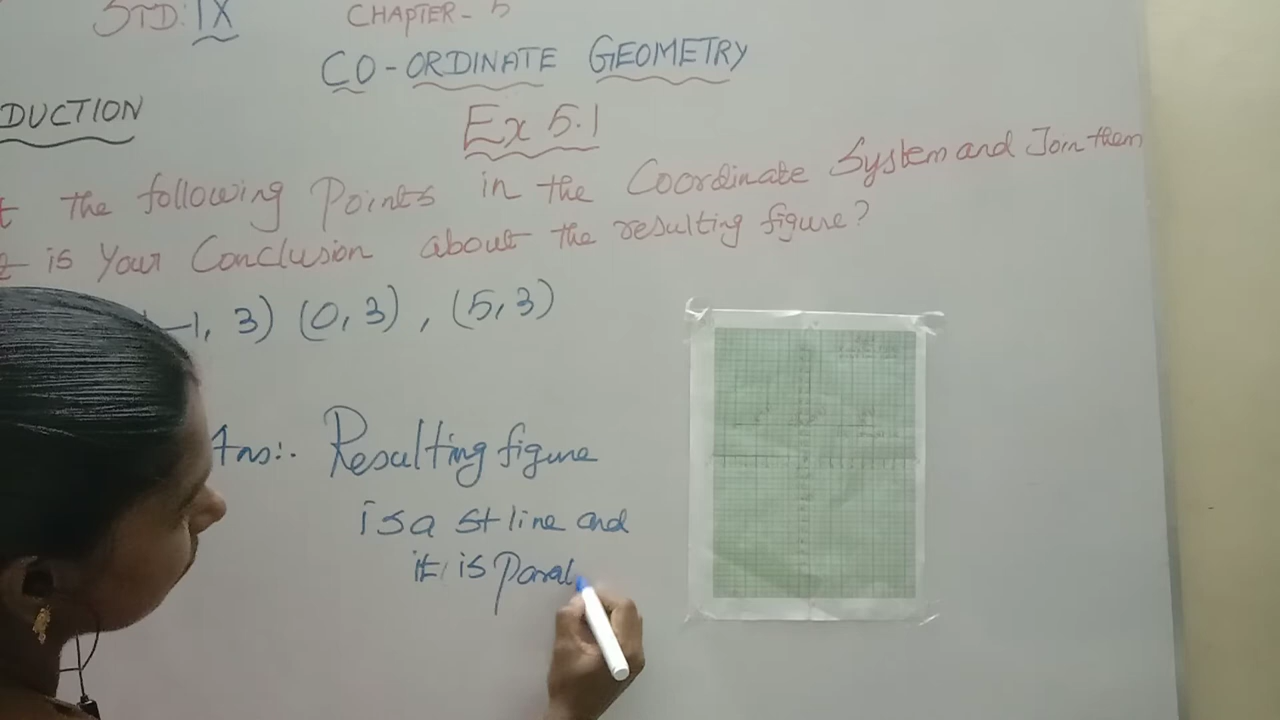 STD: IX CHAPTER - 5
CO-ORDINATE GEOMETRY
DUCTION
Ex 5.1
the following Points in the Coordinate System and Join them
is Your Conclusion about the resulting figure?
-1, 3) (0, 3) , (5, 3)
Ans:. Resulting figure
is a st line and
it is Paral